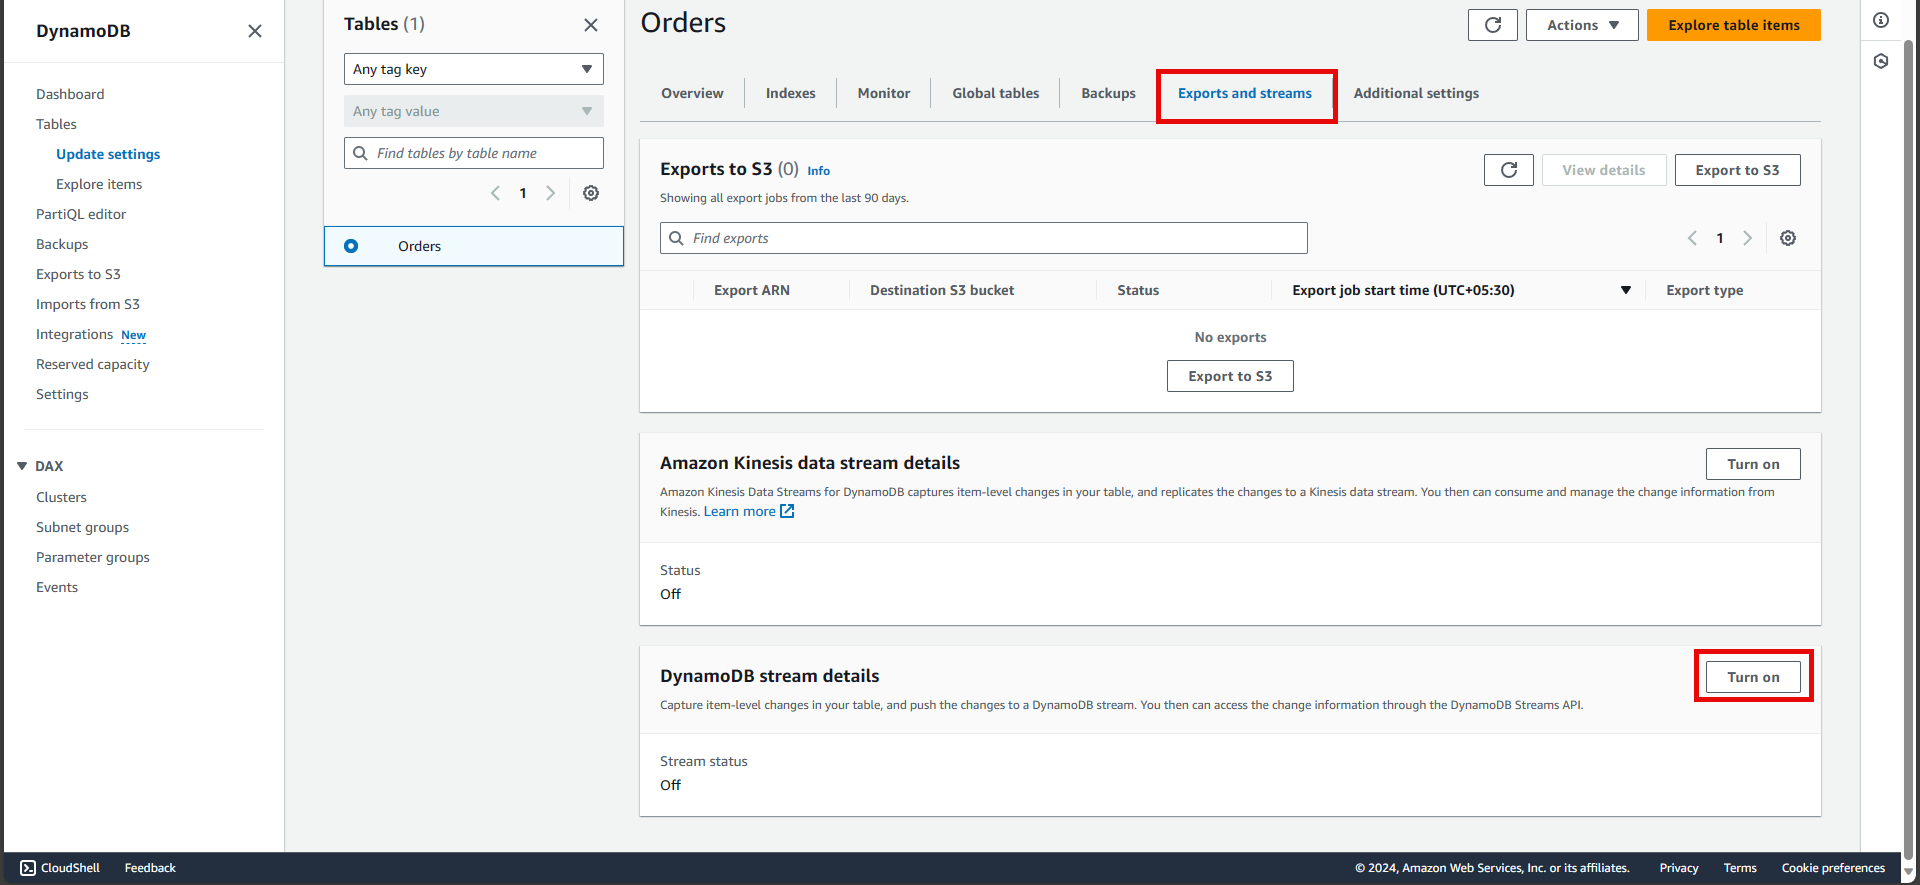 DynamoDB
Dashboard
Tables
Update settings
Explore items
PartiQL editor
Backups
Exports to S3
Imports from S3
Integrations New
Reserved capacity
Settings
DAX
Clusters
Subnet groups
Parameter groups
Events
Tables (1)
Any tag key
Any tag value
Find tables by table name
1
Orders
Orders
Actions
Explore table items
Overview
Indexes
Monitor
Global tables
Backups
Exports and streams
Additional settings
Exports to S3 (0) Info
View details
Export to S3
Showing all export jobs from the last 90 days.
Find exports
1
Export ARN
Destination S3 bucket
Status
Export job start time (UTC+05:30)
Export type
No exports
Export to S3
Amazon Kinesis data stream details
Turn on
Amazon Kinesis Data Streams for DynamoDB captures item-level changes in your table, and replicates the changes to a Kinesis data stream. You then can consume and manage the change information from
Kinesis. Learn more
Status
Off
DynamoDB stream details
Turn on
Capture item-level changes in your table, and push the changes to a DynamoDB stream. You then can access the change information through the DynamoDB Streams API.
Stream status
Off
CloudShell
Feedback
© 2024, Amazon Web Services, Inc. or its affiliates.
Privacy
Terms
Cookie preferences